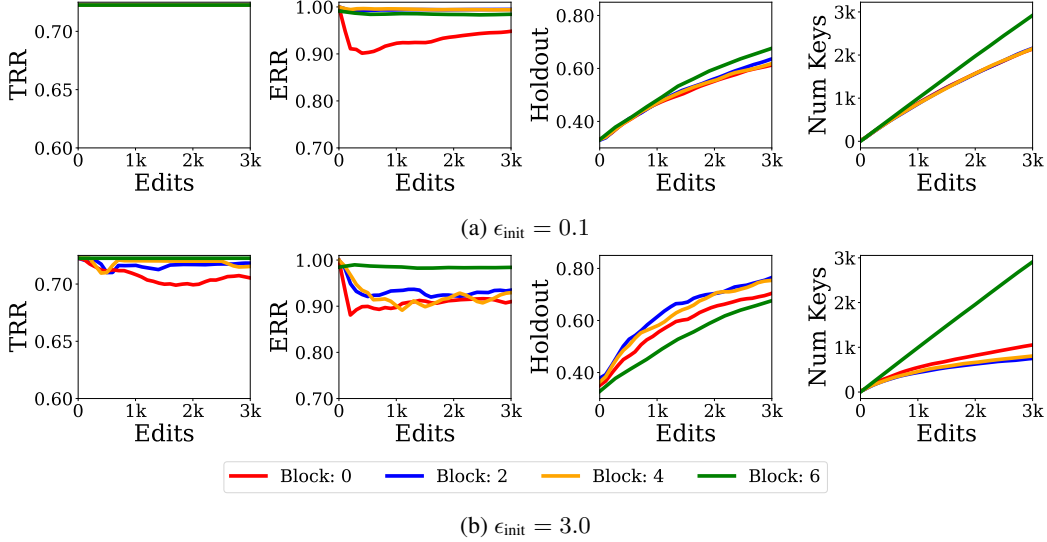 TRR
0.70
0.65
0.60
0 1k 2k 3k
Edits
ERR
1.00
0.90
0.80
0.70
0 1k 2k 3k
Edits
Holdout
0.80
0.60
0.40
0 1k 2k 3k
Edits
Num Keys
3k
2k
1k
0
0 1k 2k 3k
Edits
(a) ϵinit = 0.1
TRR
0.70
0.65
0.60
0 1k 2k 3k
Edits
ERR
1.00
0.90
0.80
0.70
0 1k 2k 3k
Edits
Holdout
0.80
0.60
0.40
0 1k 2k 3k
Edits
Num Keys
3k
2k
1k
0
0 1k 2k 3k
Edits
Block: 0 Block: 2 Block: 4 Block: 6
(b) ϵinit = 3.0